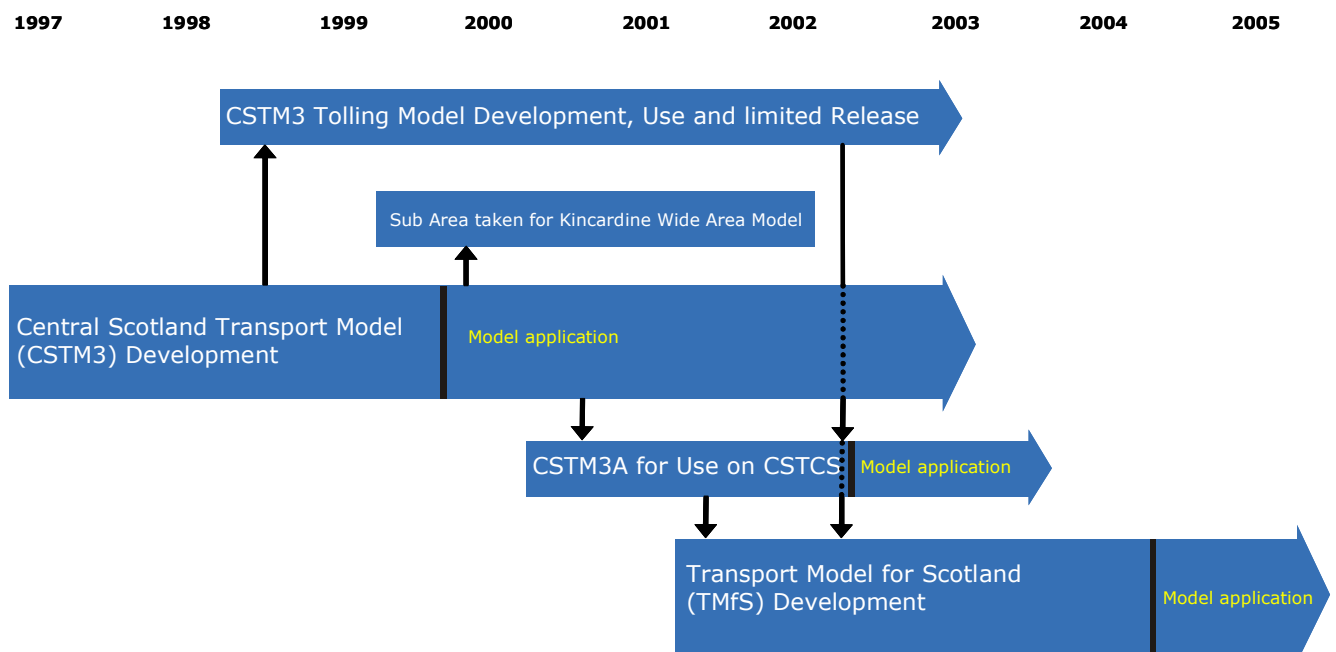 1997 1998 1999 2000 2001 2002 2003 2004 2005
CSTM3 Tolling Model Development, Use and limited Release
Sub Area taken for Kincardine Wide Area Model
Central Scotland Transport Model
(CSTM3) Development
Model application
CSTM3A for Use on CSTCS
Model application
Transport Model for Scotland
(TMfS) Development
Model application